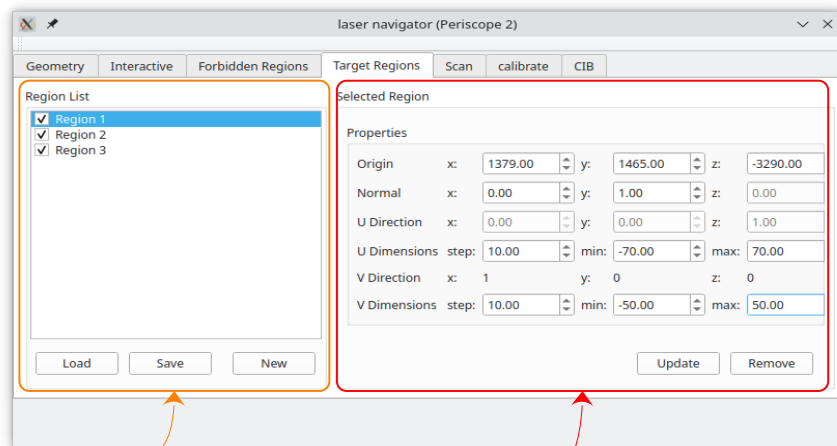 laser navigator (Periscope 2)
Geometry Interactive Forbidden Regions Target Regions Scan calibrate CIB
Region List
Region 1
Region 2
Region 3
Load Save New
Selected Region
Properties
Origin x: 1379.00 y: 1465.00 z: -3290.00
Normal x: 0.00 y: 1.00 z: 0.00
U Direction x: 0.00 y: 0.00 z: 1.00
U Dimensions step: 10.00 min: -70.00 max: 70.00
V Direction x: 1 y: 0 z: 0
V Dimensions step: 10.00 min: -50.00 max: 50.00
Update Remove